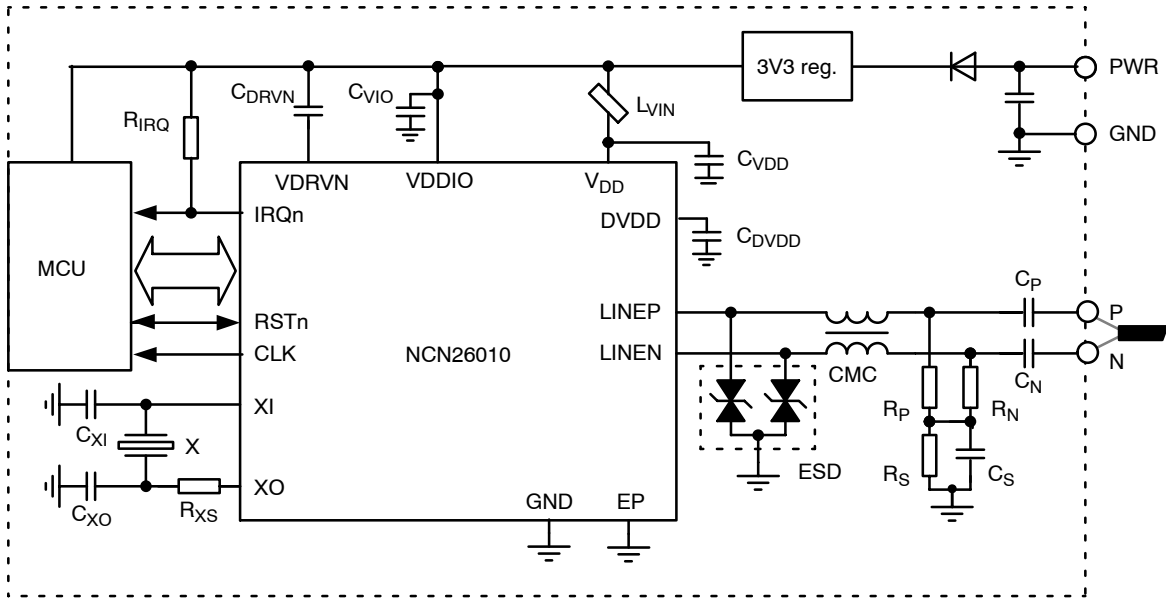 3V3 reg.
PWR
CDRVN
CVIO
LVIN
RIRQ
GND
CVDD
VDRVN
VDDIO
VDD
IRQn
DVDD
CDVDD
MCU
CP
LINEP
P
RSTn
CLK
NCN26010
LINEN
N
CMC
CN
XI
RP
RN
CXI
X
ESD
RS
CS
XO
GND
EP
CXO
RXS